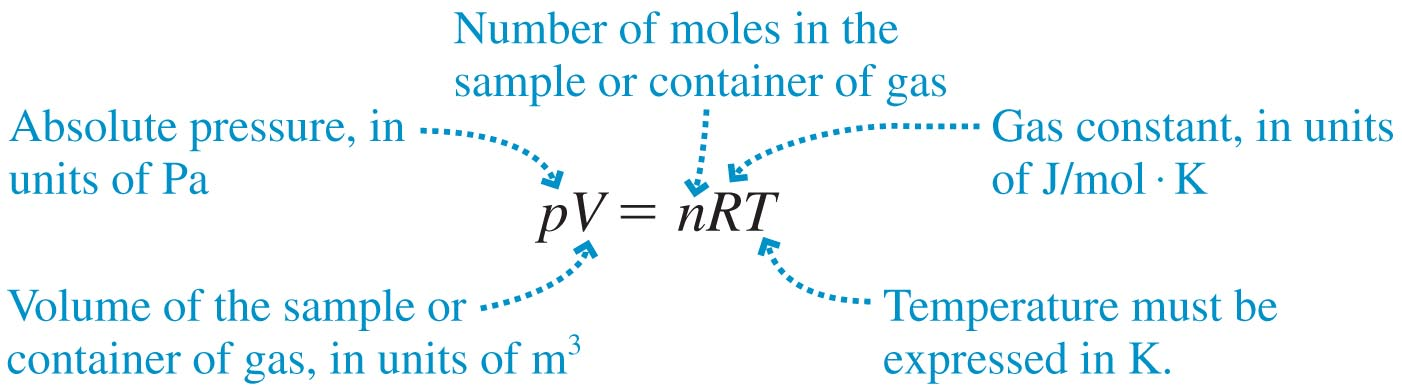 Number of moles in the
sample or container of gas
Absolute pressure, in
units of Pa
Gas constant, in units
of J/mol · K
pV = nRT
Volume of the sample or
container of gas, in units of m³
Temperature must be
expressed in K.